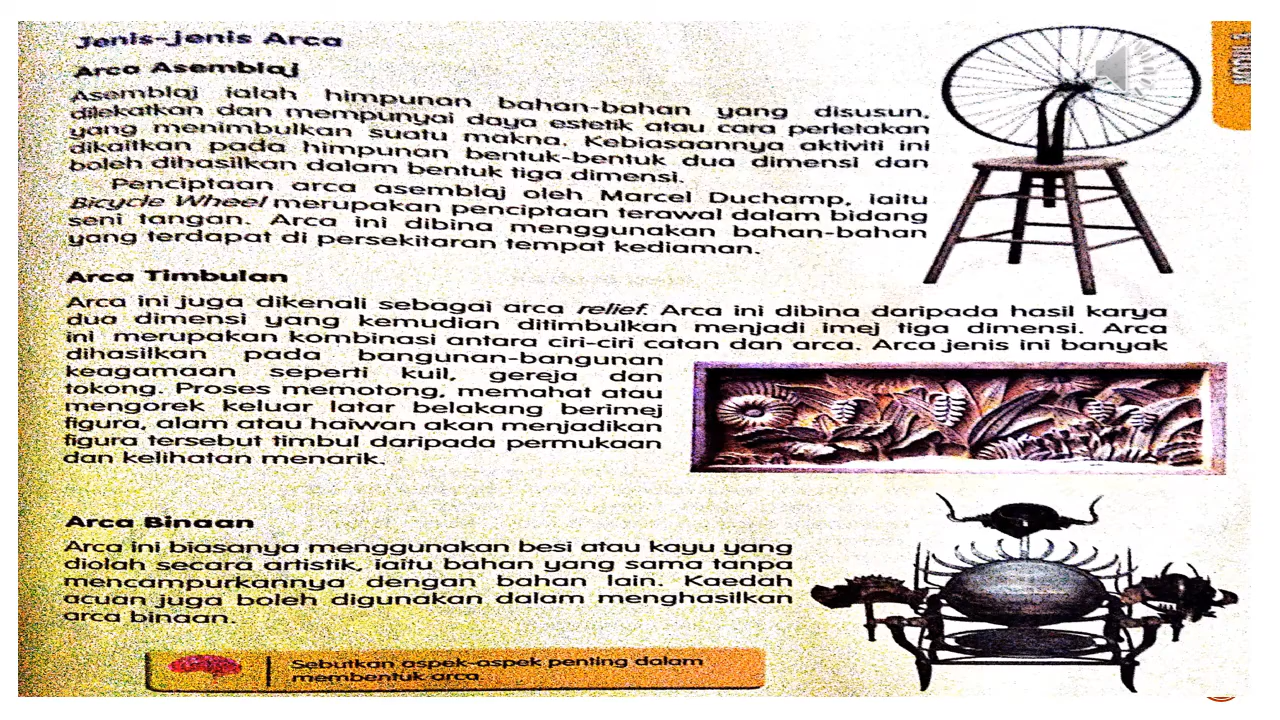 Jenis-jenis Arca
Arca Asemblaj
Asemblaj ialah himpunan bahan-bahan yang disusun,
dilekatkan dan mempunyai daya estetik atau cara perletakan
yang menimbulkan suatu makna. Kebiasaannya aktiviti ini
dikaitkan pada himpunan bentuk-bentuk dua dimensi dan
boleh dihasilkan dalam bentuk tiga dimensi.
Penciptaan arca asemblaj oleh Marcel Duchamp, iaitu
Bicycle Wheel merupakan penciptaan terawal dalam bidang
seni tangan. Arca ini dibina menggunakan bahan-bahan
yang terdapat di persekitaran tempat kediaman.
Arca Timbulan
Arca ini juga dikenali sebagai arca relief. Arca ini dibina daripada hasil karya
dua dimensi yang kemudian ditimbulkan menjadi imej tiga dimensi. Arca
ini merupakan kombinasi antara ciri-ciri catan dan arca. Arca jenis ini banyak
dihasilkan pada bangunan-bangunan
keagamaan seperti kuil, gereja dan
tokong. Proses memotong, memahat atau
mengorek keluar latar belakang berimej
figura, alam atau haiwan akan menjadikan
figura tersebut timbul daripada permukaan
dan kelihatan menarik.
Arca Binaan
Arca ini biasanya menggunakan besi atau kayu yang
diolah secara artistik, iaitu bahan yang sama tanpa
mencampurkannya dengan bahan lain. Kaedah
acuan juga boleh digunakan dalam menghasilkan
arca binaan.
Sebutkan aspek-aspek penting dalam
membentuk arca